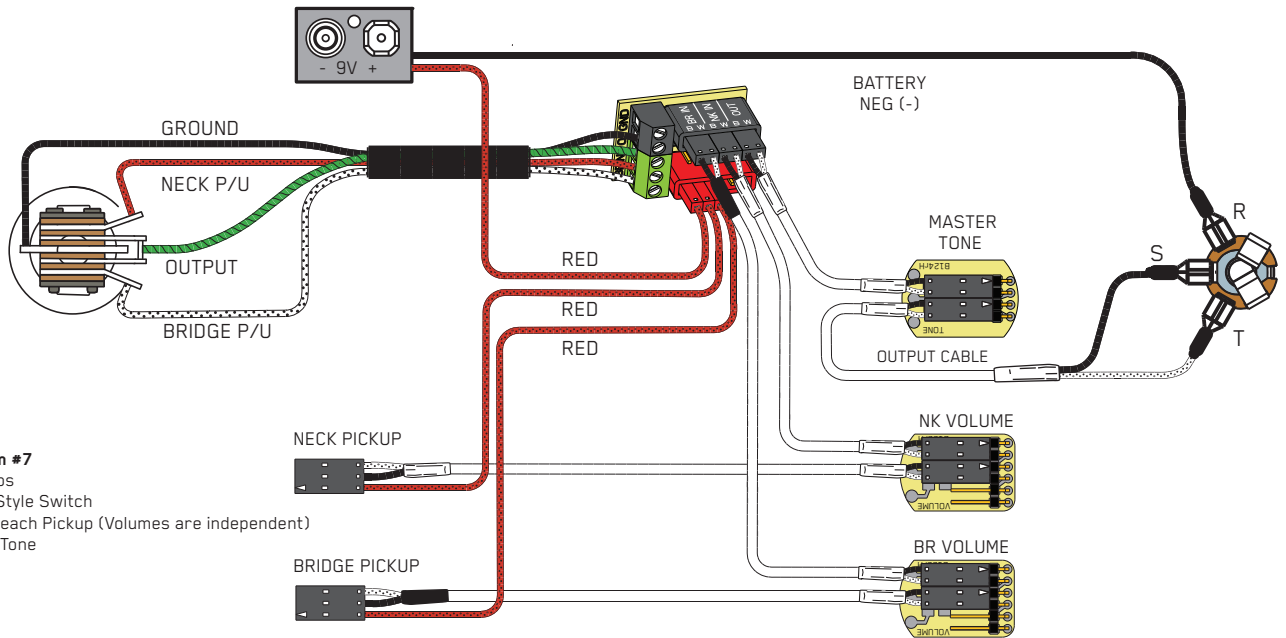 - 9V +
BATTERY
NEG (-)
GROUND
NECK P/U
OUTPUT
BRIDGE P/U
GND
BR IN
NK IN
OUT
B W
B W
B W
RED
RED
RED
MASTER
TONE
B124rH
TONE
OUTPUT CABLE
R
S
T
NECK PICKUP
NK VOLUME
VOLUME
#7
Style Switch
each Pickup (Volumes are independent)
Tone
BRIDGE PICKUP
BR VOLUME
VOLUME